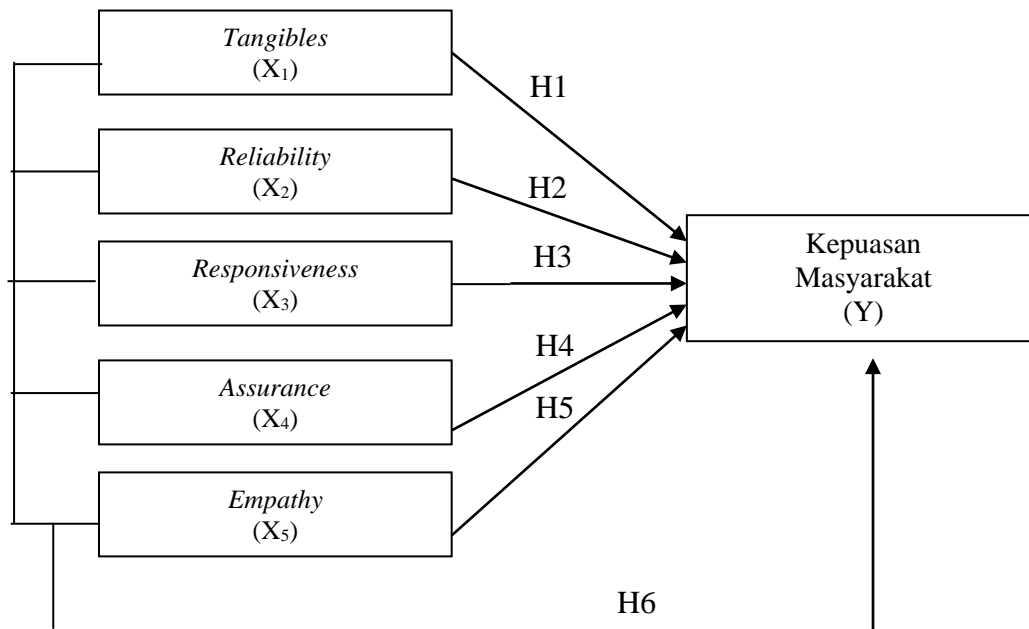 Tangibles
(X₁)
H1
Reliability
(X₂)
H2
Responsiveness
(X₃)
H3
Assurance
(X₄)
H4
Empathy
(X₅)
H5
Kepuasan
Masyarakat
(Y)
H6